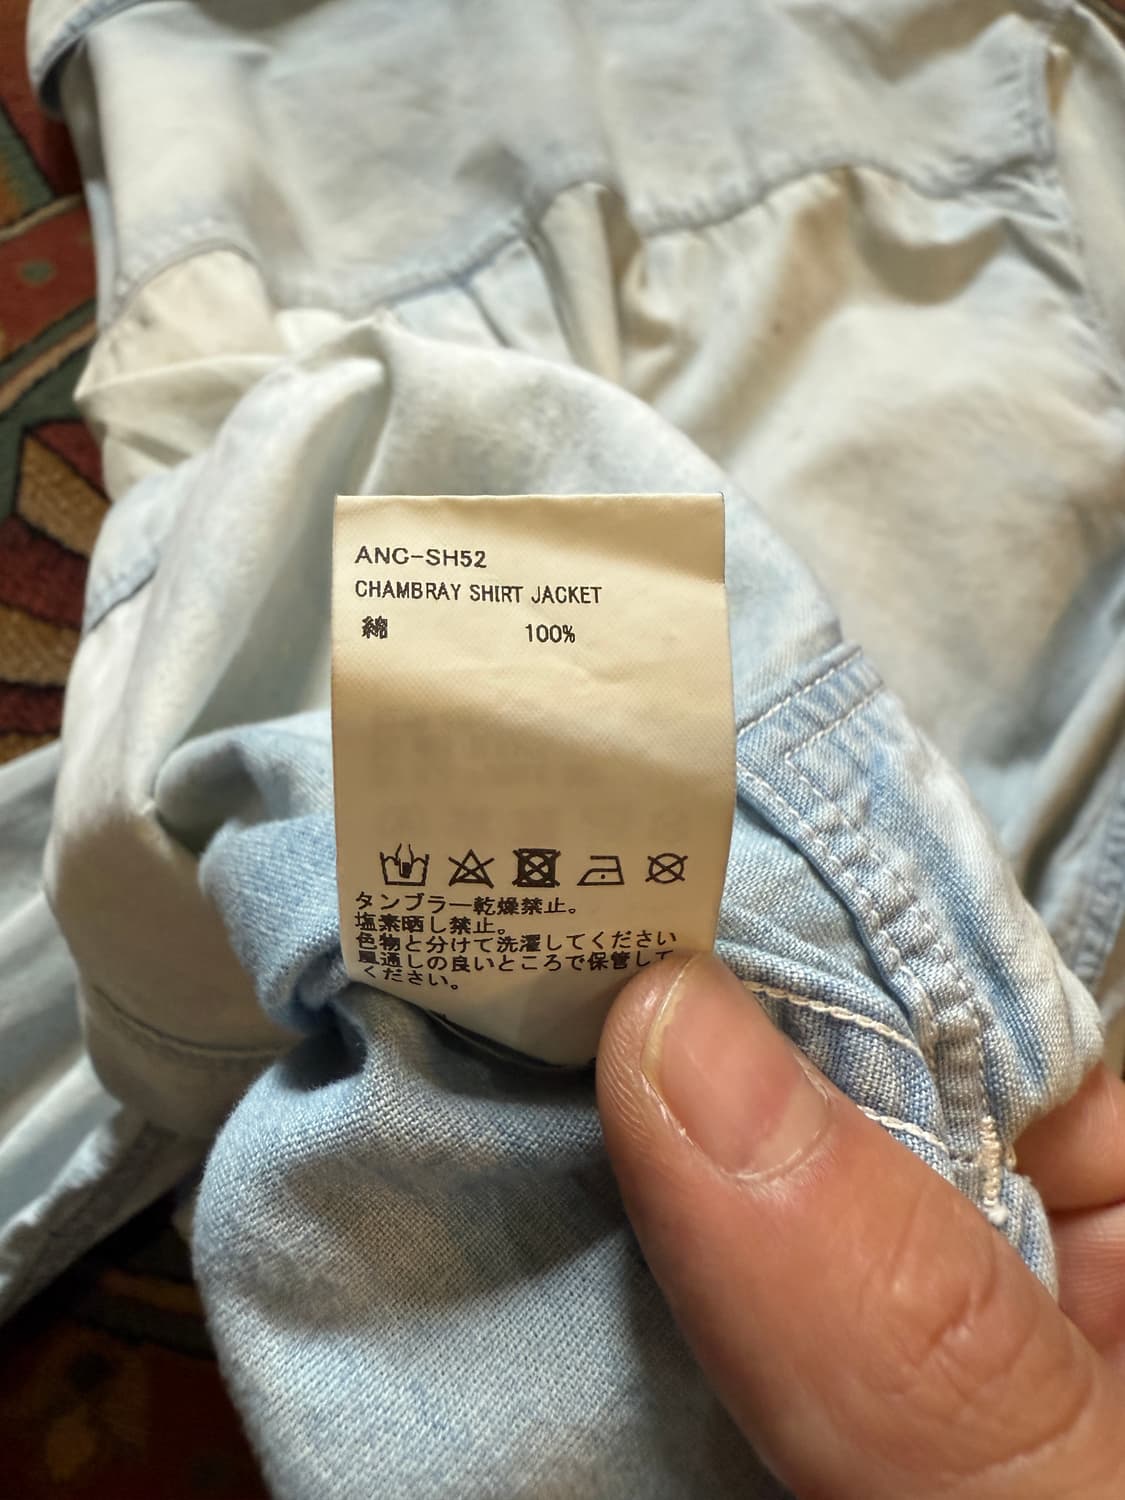 ANC-SH52
CHAMBRAY SHIRT JACKET
綿 100%
タンブラー乾燥禁止。
塩素晒し禁止。
色物と分けて洗濯してください
風通しの良いところで保管して
ください。